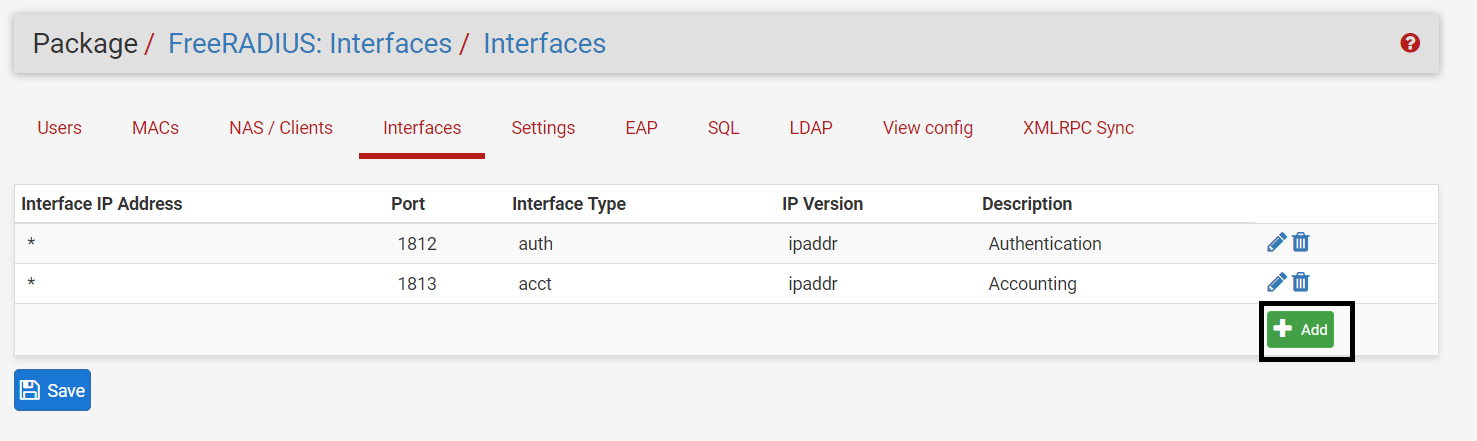 Package / FreeRADIUS: Interfaces / Interfaces
Users MACs NAS / Clients Interfaces Settings EAP SQL LDAP View config XMLRPC Sync
Interface IP Address Port Interface Type IP Version Description
* 1812 auth ipaddr Authentication
* 1813 acct ipaddr Accounting
Add
Save